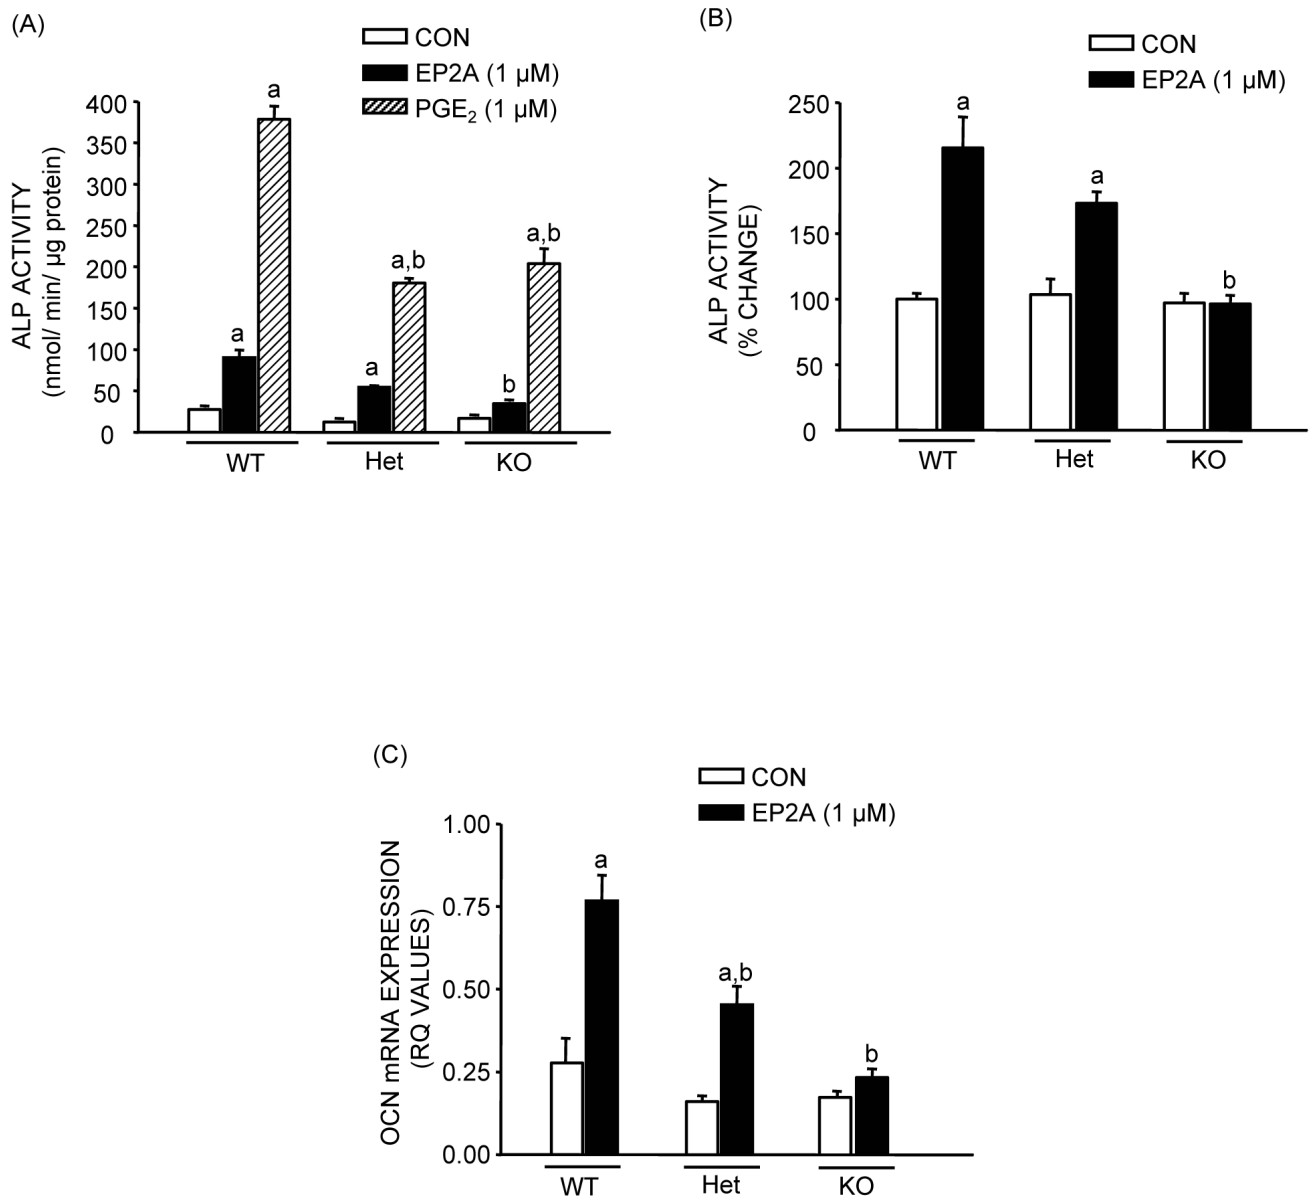 (A)
CON
EP2A (1 µM)
PGE₂ (1 µM)
ALP ACTIVITY
(nmol/ min/ µg protein)
400
350
300
250
200
150
100
50
0
a
a
a
a,b
b
a,b
WT
Het
KO
(B)
CON
EP2A (1 µM)
ALP ACTIVITY
(% CHANGE)
250
200
150
100
50
0
a
a
b
WT
Het
KO
(C)
CON
EP2A (1 µM)
OCN mRNA EXPRESSION
(RQ VALUES)
1.00
0.75
0.50
0.25
0.00
a
a,b
b
WT
Het
KO